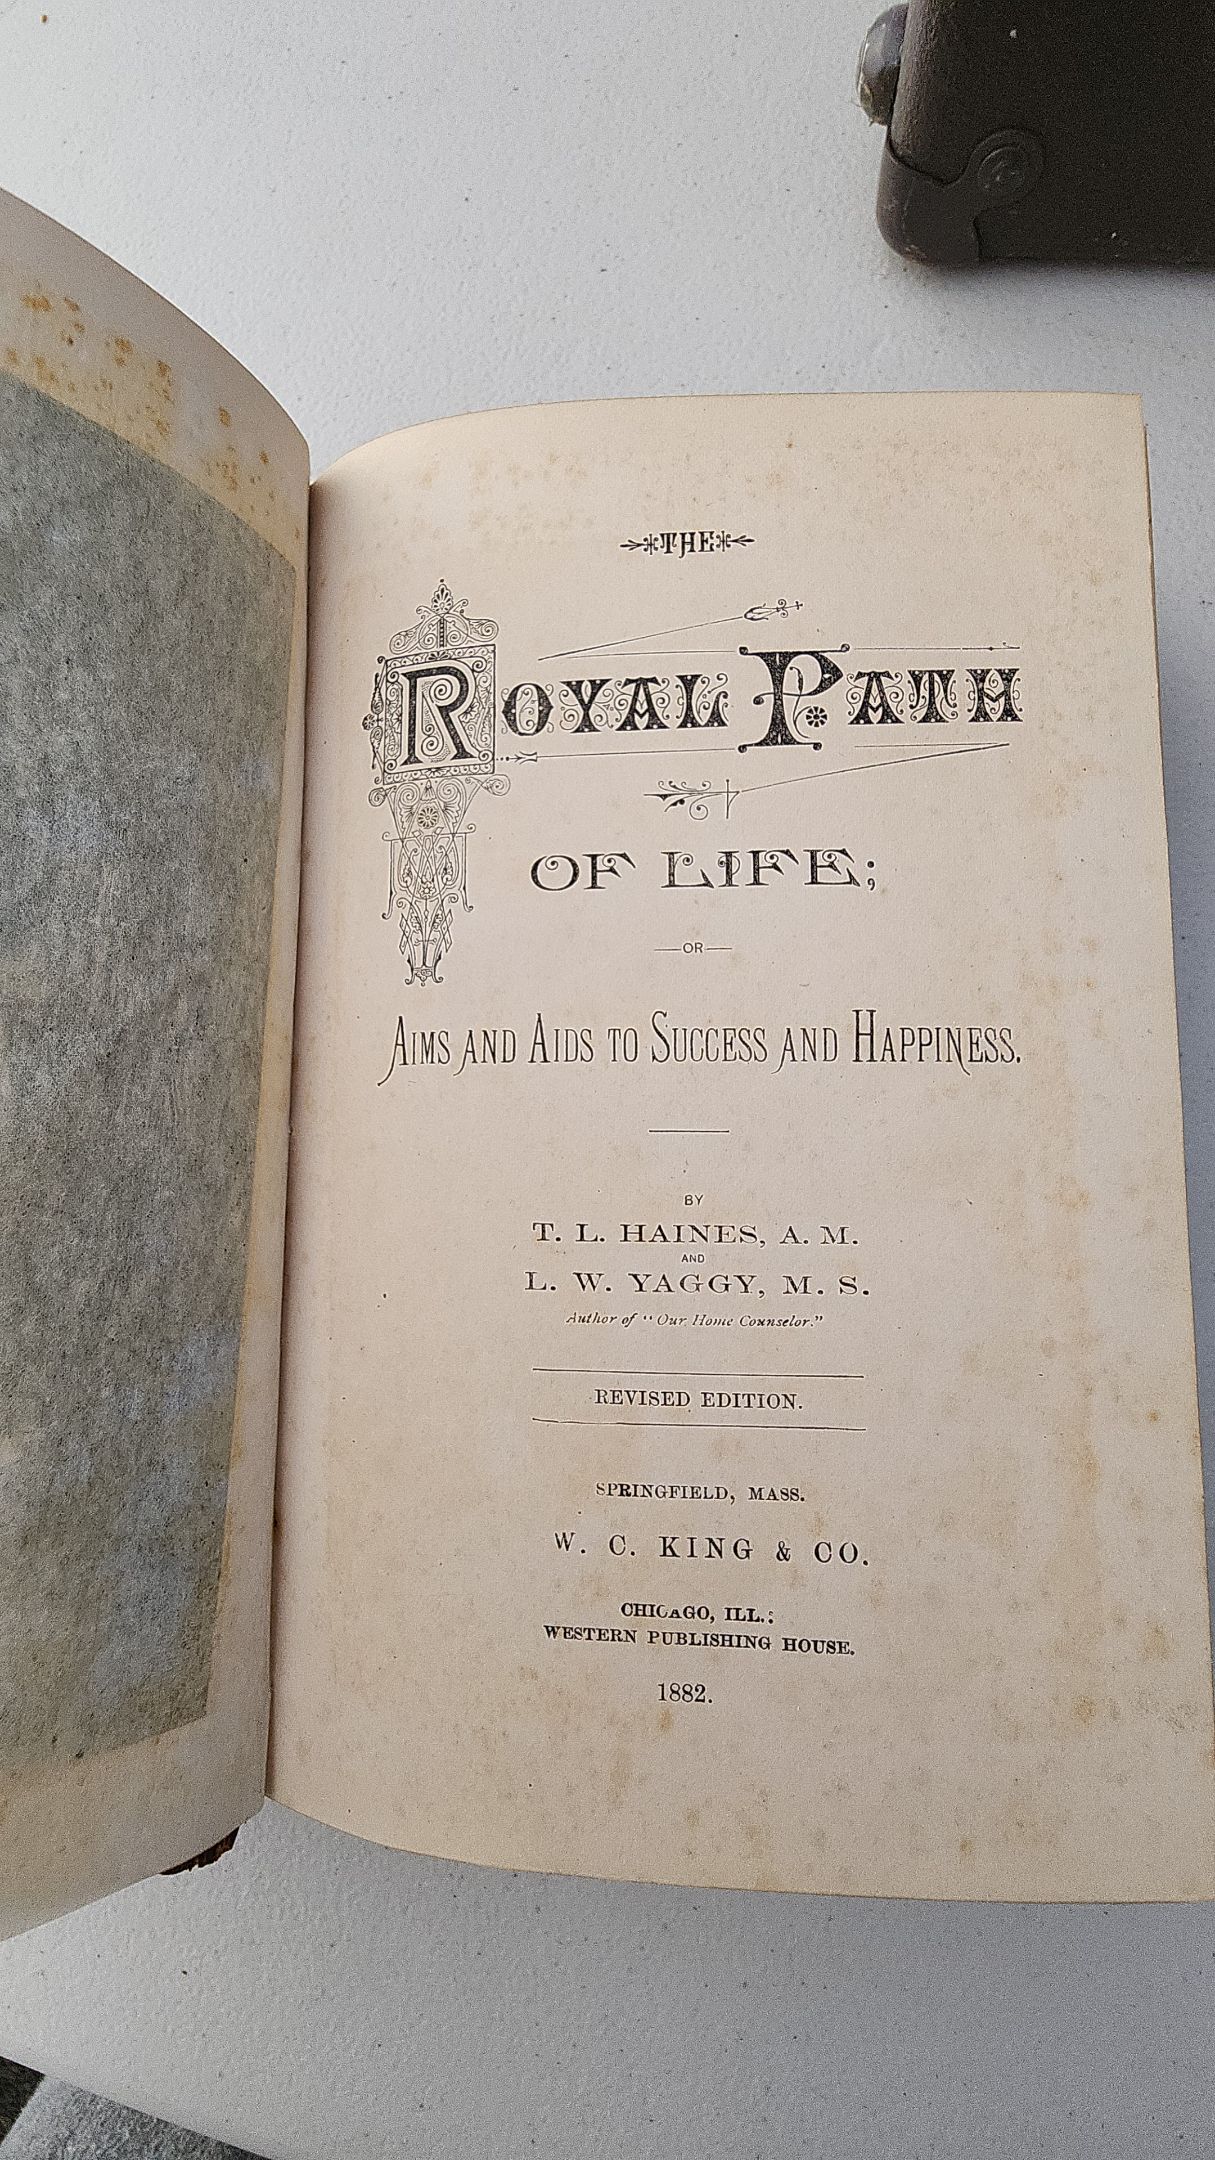 THE
ROYAL PATH
OF LIFE;
—OR—
AIMS AND AIDS TO SUCCESS AND HAPPINESS.
BY
T. L. HAINES, A. M.
AND
L. W. YAGGY, M. S.
Author of "Our Home Counselor."
REVISED EDITION.
SPRINGFIELD, MASS.
W. C. KING & CO.
CHICAGO, ILL.:
WESTERN PUBLISHING HOUSE.
1882.